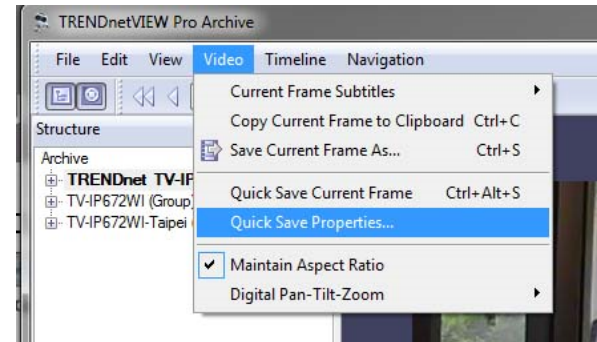 TRENDnetVIEW Pro Archive
File Edit View Video Timeline Navigation
Current Frame Subtitles
Copy Current Frame to Clipboard Ctrl+C
Save Current Frame As... Ctrl+S
Quick Save Current Frame Ctrl+Alt+S
Quick Save Properties...
Maintain Aspect Ratio
Digital Pan-Tilt-Zoom
Structure
Archive
TRENDnet TV-IP
TV-IP672WI (Group)
TV-IP672WI-Taipei